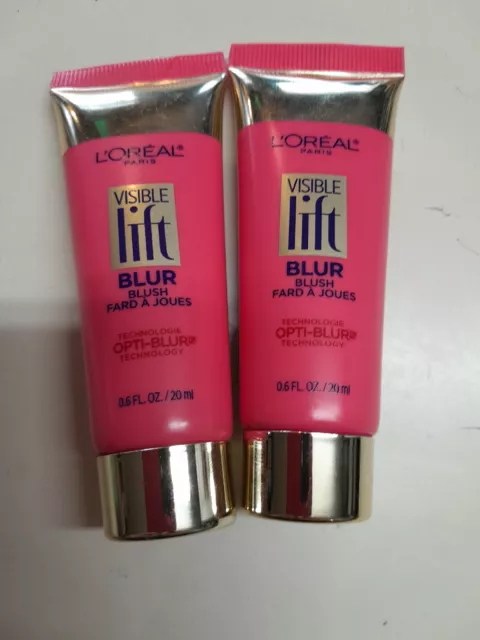 L'ORÉAL
PARIS
VISIBLE
lift
BLUR
BLUSH
FARD À JOUES
TECHNOLOGIE
OPTI-BLUR
TECHNOLOGY
0.6 FL. OZ. / 20 ml
L'ORÉAL
PARIS
VISIBLE
lift
BLUR
BLUSH
FARD À JOUES
TECHNOLOGIE
OPTI-BLUR
TECHNOLOGY
0.6 FL. OZ. / 20 ml